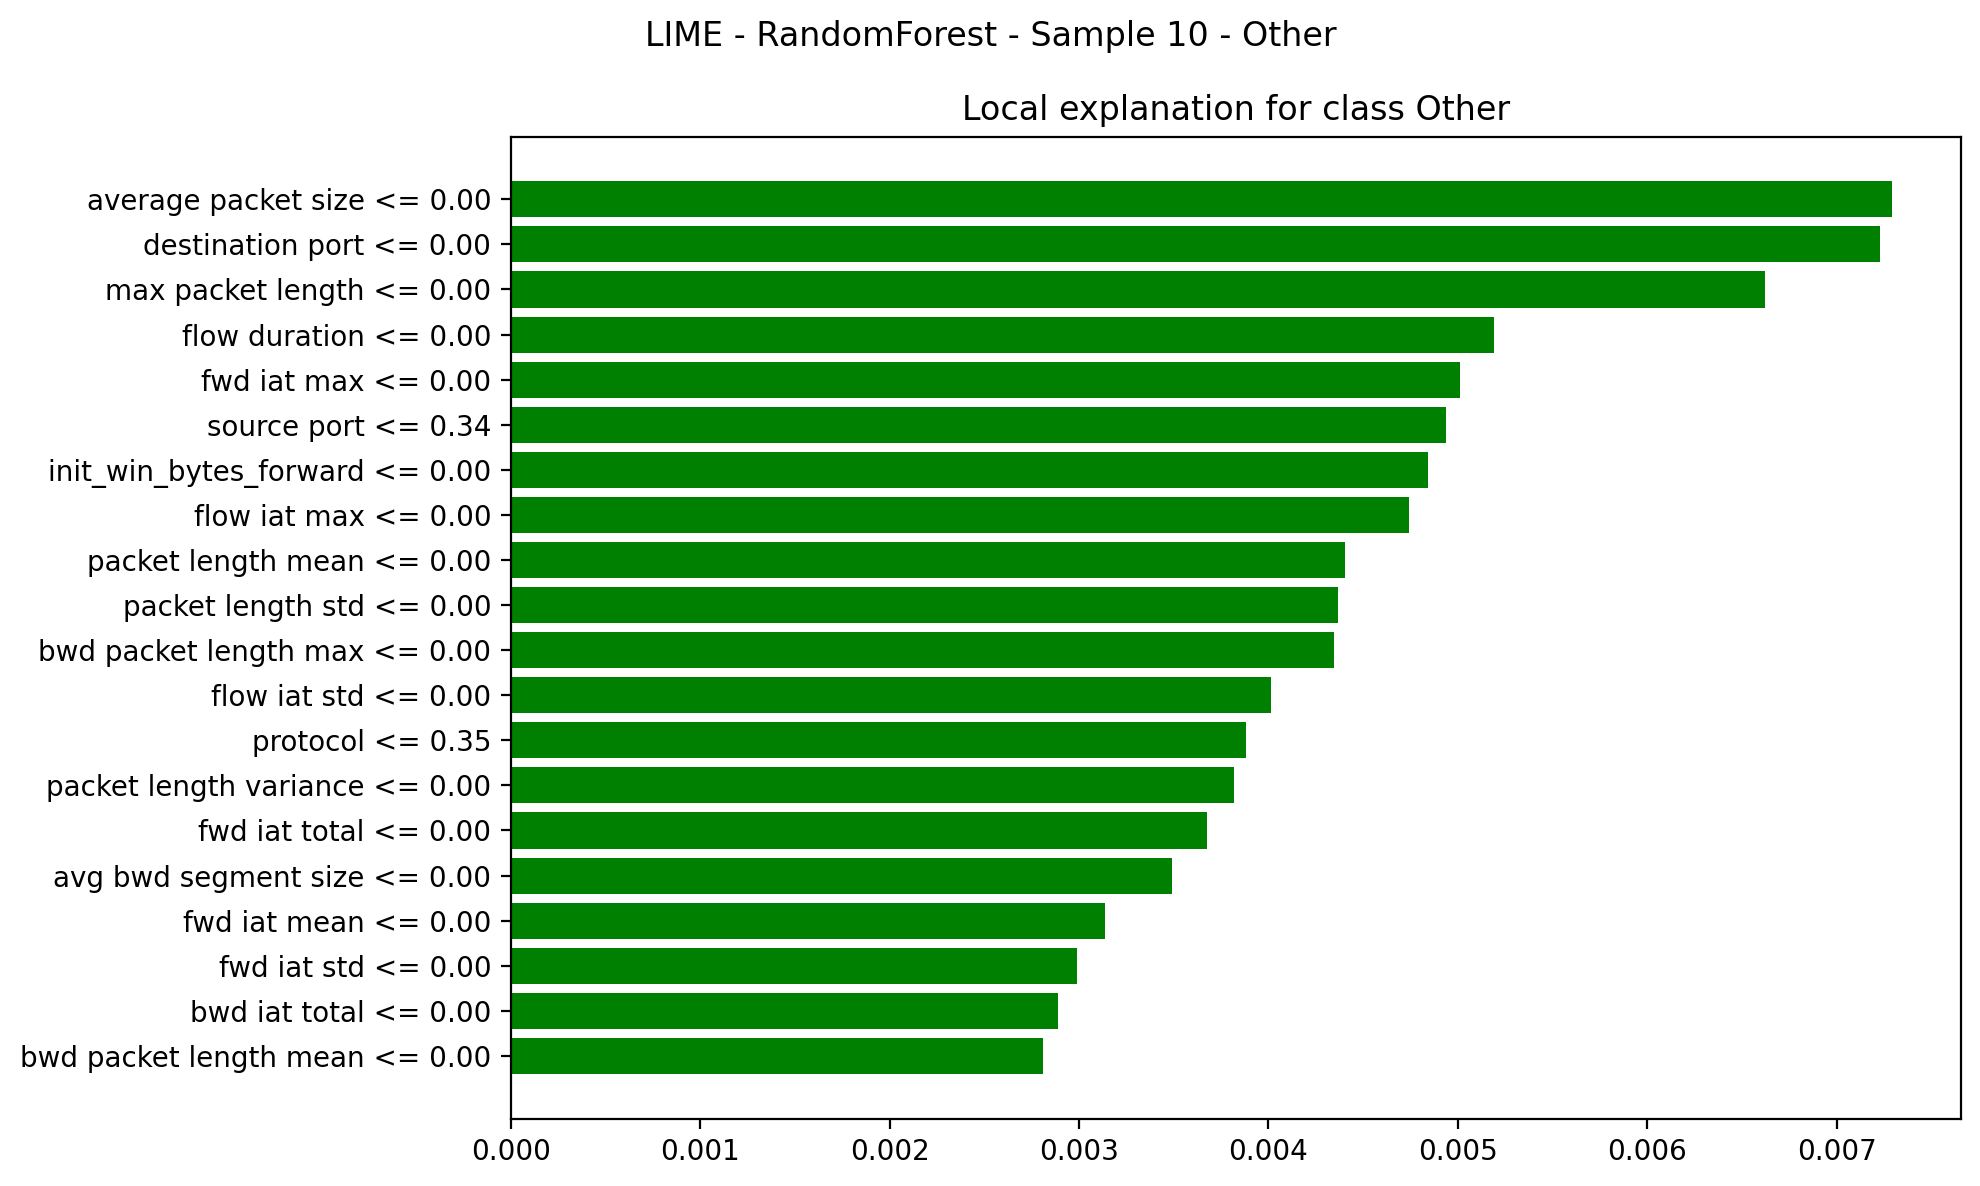 LIME - RandomForest - Sample 10 - Other
Local explanation for class Other
average packet size <= 0.00
destination port <= 0.00
max packet length <= 0.00
flow duration <= 0.00
fwd iat max <= 0.00
source port <= 0.34
init_win_bytes_forward <= 0.00
flow iat max <= 0.00
packet length mean <= 0.00
packet length std <= 0.00
bwd packet length max <= 0.00
flow iat std <= 0.00
protocol <= 0.35
packet length variance <= 0.00
fwd iat total <= 0.00
avg bwd segment size <= 0.00
fwd iat mean <= 0.00
fwd iat std <= 0.00
bwd iat total <= 0.00
bwd packet length mean <= 0.00
0.000 0.001 0.002 0.003 0.004 0.005 0.006 0.007